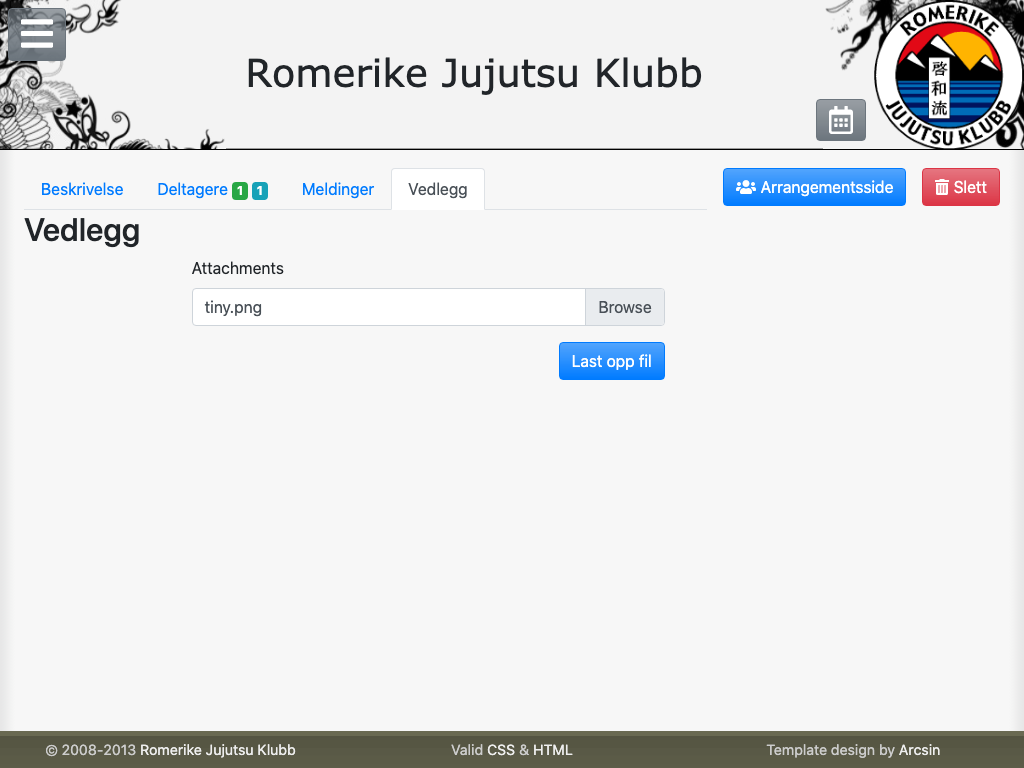 Romerike Jujutsu Klubb
ROMERIKE
啓和流
JUJUTSU KLUBB
Beskrivelse
Deltagere 1 1
Meldinger
Vedlegg
Arrangementsside
Slett
Vedlegg
Attachments
tiny.png
Browse
Last opp fil
© 2008-2013 Romerike Jujutsu Klubb
Valid CSS & HTML
Template design by Arcsin